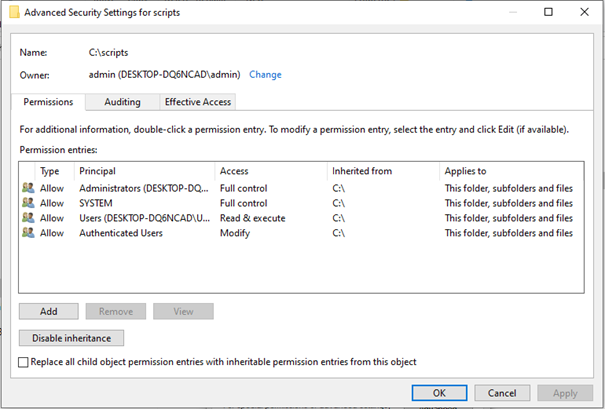 Advanced Security Settings for scripts
Name: C:\scripts
Owner: admin (DESKTOP-DQ6NCAD\admin) Change
Permissions Auditing Effective Access
For additional information, double-click a permission entry. To modify a permission entry, select the entry and click Edit (if available).
Permission entries:
Type Principal Access Inherited from Applies to
Allow Administrators (DESKTOP-DQ... Full control C:\ This folder, subfolders and files
Allow SYSTEM Full control C:\ This folder, subfolders and files
Allow Users (DESKTOP-DQ6NCAD\U... Read & execute C:\ This folder, subfolders and files
Allow Authenticated Users Modify C:\ This folder, subfolders and files
Add Remove View
Disable inheritance
Replace all child object permission entries with inheritable permission entries from this object
OK Cancel Apply